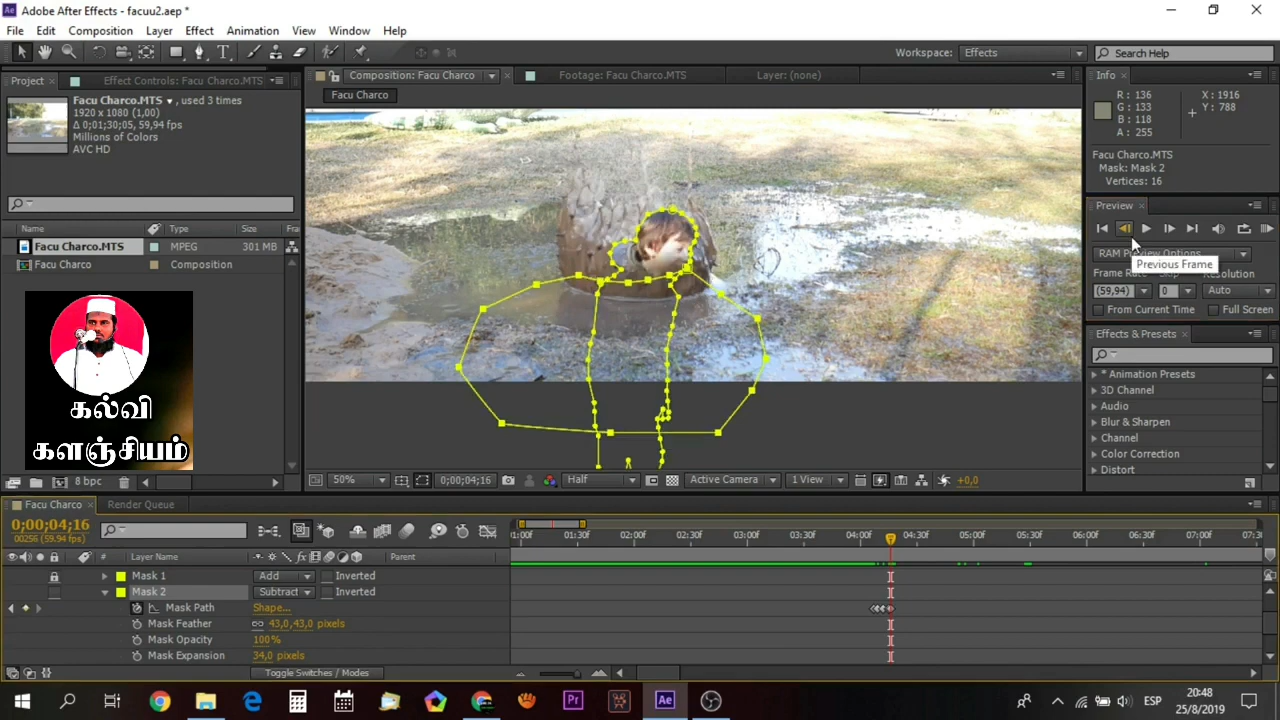 Adobe After Effects - facuu2.aep *
File Edit Composition Layer Effect Animation View Window Help
Workspace: Effects Search Help
Project Effect Controls: Facu Charco.MTS
Composition: Facu Charco Footage: Facu Charco.MTS Layer: (none)
Info
Facu Charco.MTS , used 3 times
1920 x 1080 (1,00)
Δ 0;01;30;05, 59,94 fps
Millions of Colors
AVC HD
Facu Charco
R : 136 X : 1916
G : 133 Y : 788
B : 118
A : 255
Facu Charco.MTS
Mask: Mask 2
Vertices: 16
Preview
RAM Preview Options
Previous Frame
Frame Rate Skip Resolution
(59,94) 0 Auto
From Current Time Full Screen
Name Type Size Fra
Facu Charco.MTS MPEG 301 MB
Facu Charco Composition
கல்வி
களஞ்சியம்
Effects & Presets
* Animation Presets
3D Channel
Audio
Blur & Sharpen
Channel
Color Correction
Distort
8 bpc
50% 0;00;04;16 Half Active Camera 1 View +0,0
Facu Charco Render Queue
0;00;04;16
00256 (59.94 fps)
01:00f 01:30f 02:00f 02:30f 03:00f 03:30f 04:00f 04:30f 05:00f 05:30f 06:00f 06:30f 07:00f 07:30
# Layer Name Parent
Mask 1 Add Inverted
Mask 2 Subtract Inverted
Mask Path Shape...
Mask Feather 43,0,43,0 pixels
Mask Opacity 100%
Mask Expansion 34,0 pixels
Toggle Switches / Modes
ESP
20:48
25/8/2019